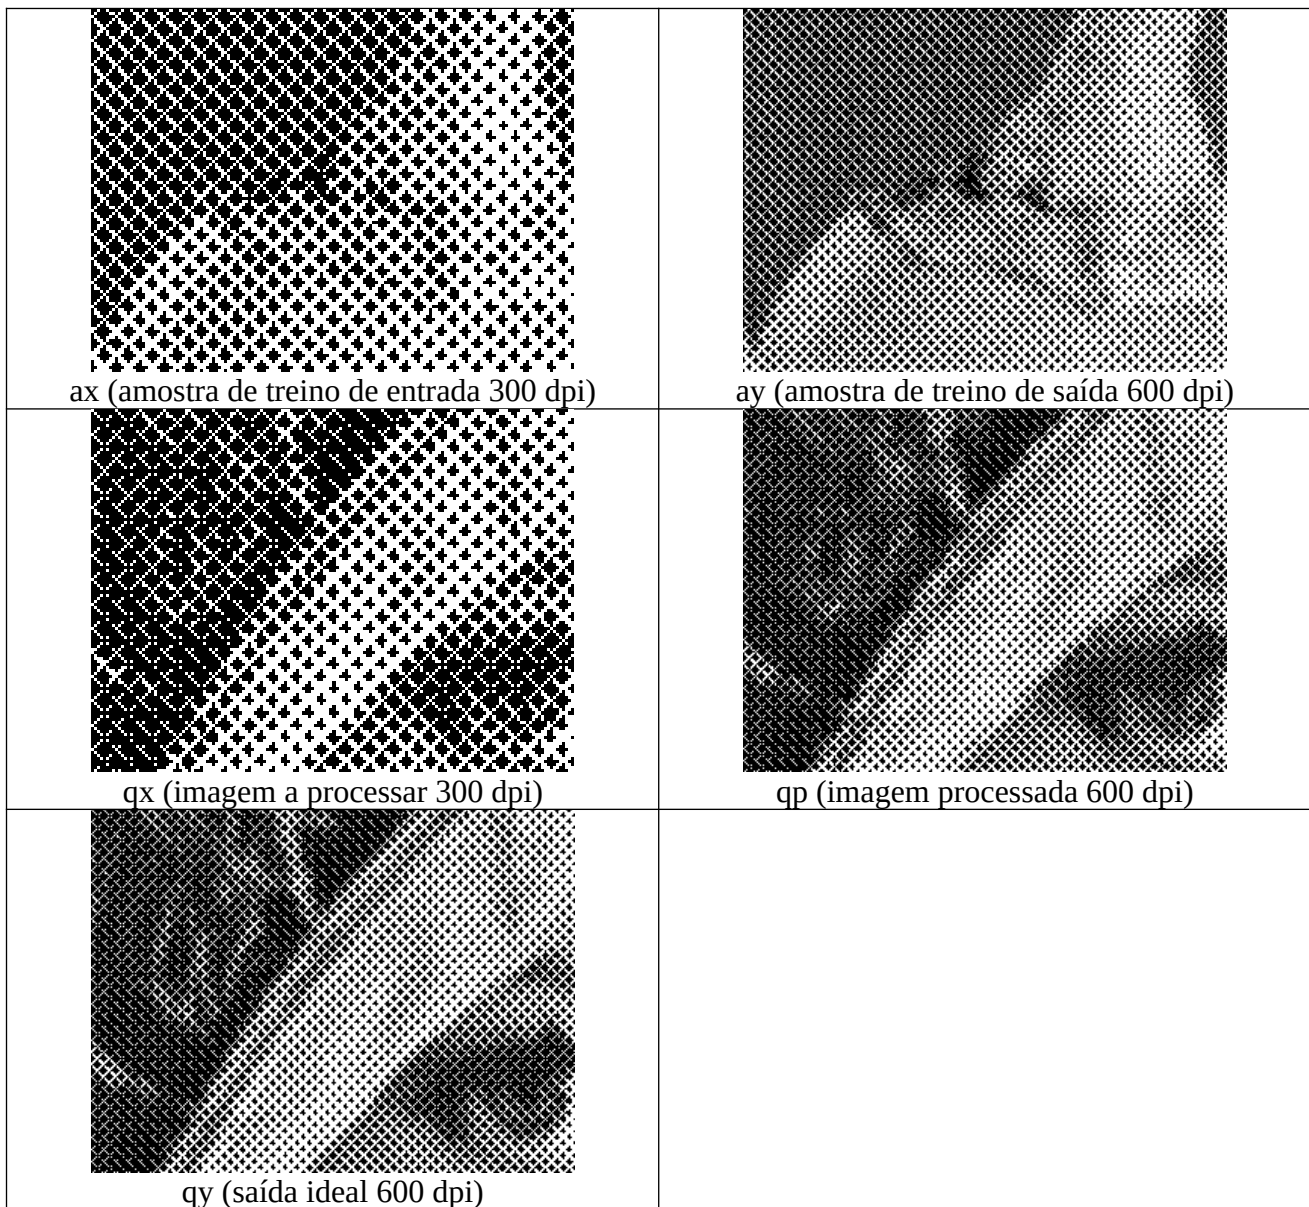 ax (amostra de treino de entrada 300 dpi)
ay (amostra de treino de saída 600 dpi)
qx (imagem a processar 300 dpi)
qp (imagem processada 600 dpi)
qy (saída ideal 600 dpi)